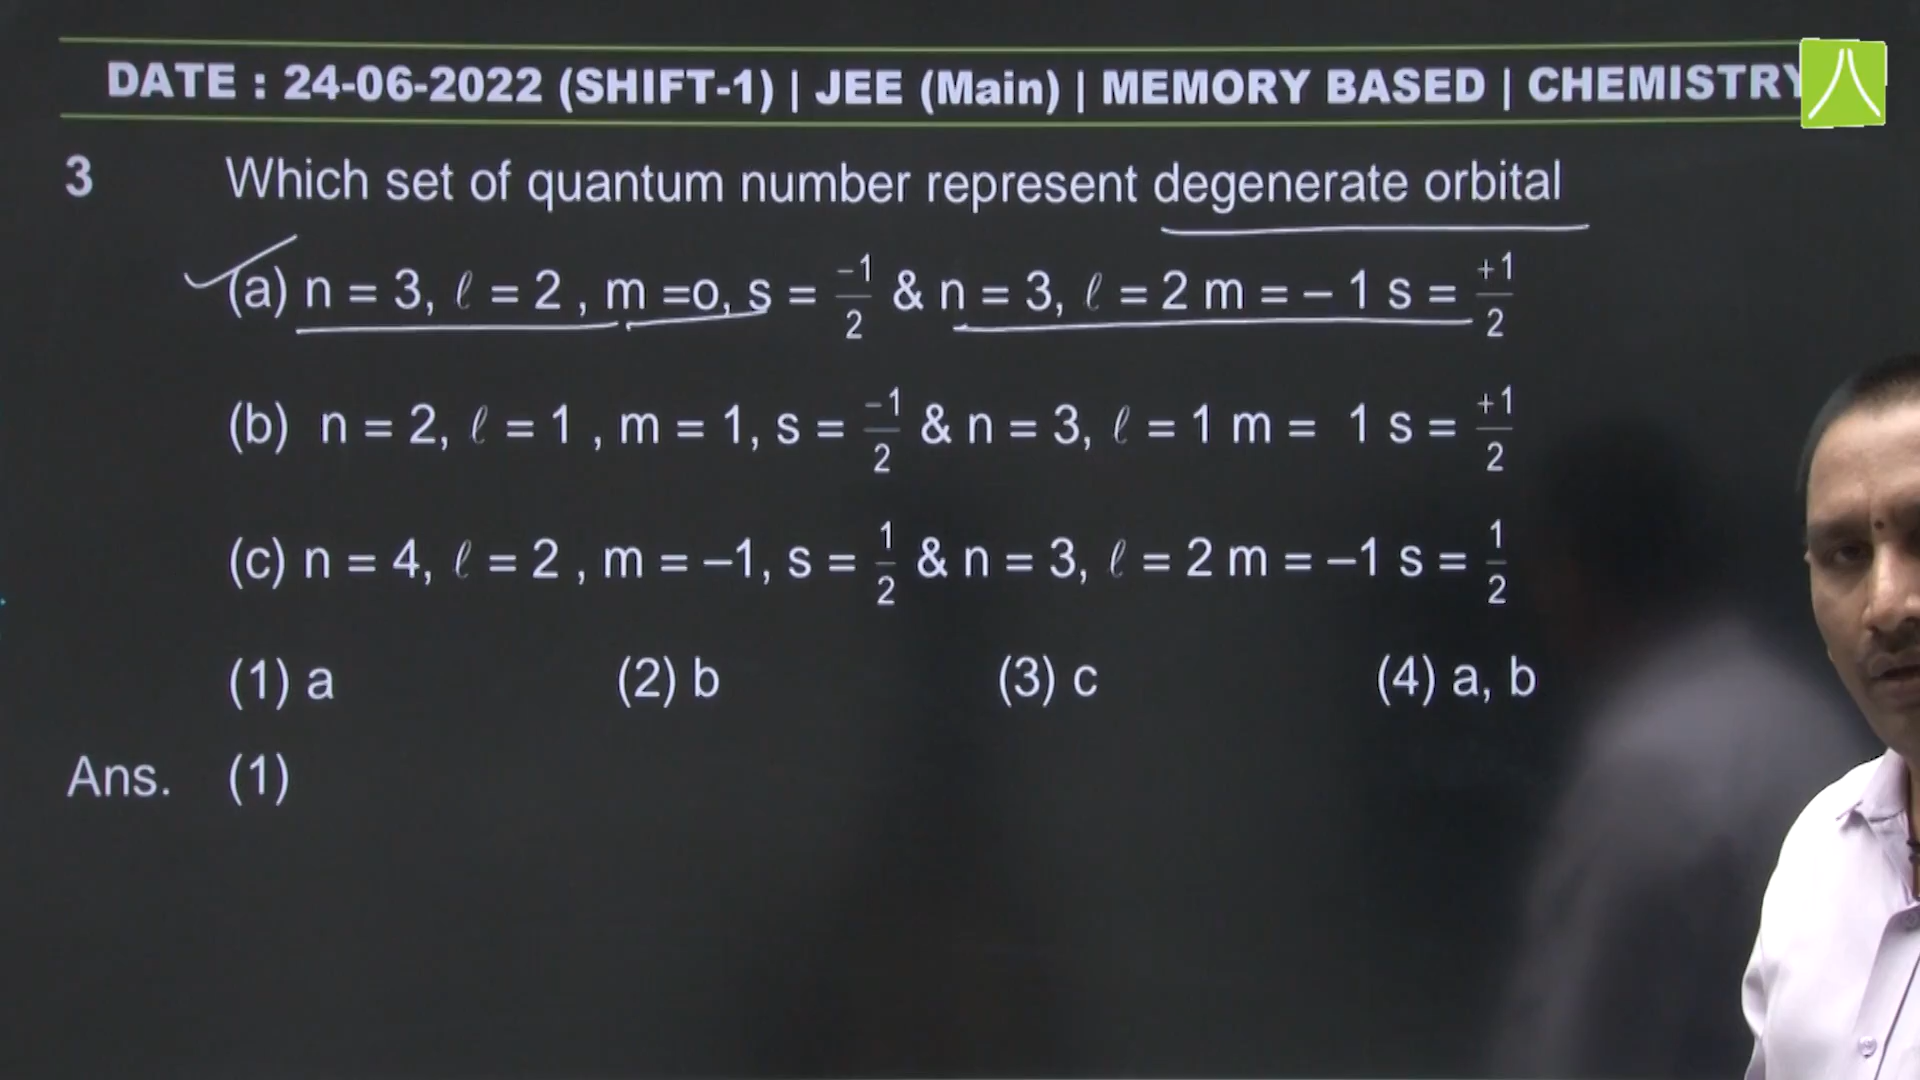 DATE : 24-06-2022 (SHIFT-1) | JEE (Main) | MEMORY BASED | CHEMISTRY
3 Which set of quantum number represent degenerate orbital
(a) n = 3, ℓ = 2 , m =o, s = -1/2 & n = 3, ℓ = 2 m = – 1 s = +1/2
(b) n = 2, ℓ = 1 , m = 1, s = -1/2 & n = 3, ℓ = 1 m = 1 s = +1/2
(c) n = 4, ℓ = 2 , m = –1, s = 1/2 & n = 3, ℓ = 2 m = –1 s = 1/2
(1) a (2) b (3) c (4) a, b
Ans. (1)